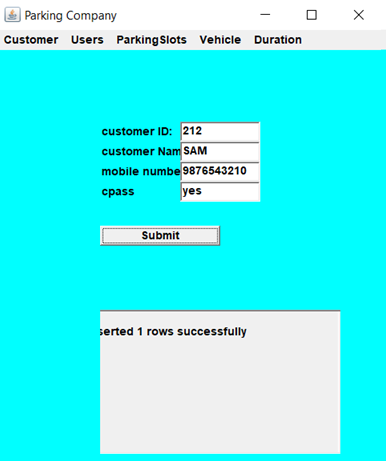 Parking Company
Customer Users ParkingSlots Vehicle Duration
customer ID: 212
customer Nam SAM
mobile numbe 9876543210
cpass yes
Submit
serted 1 rows successfully